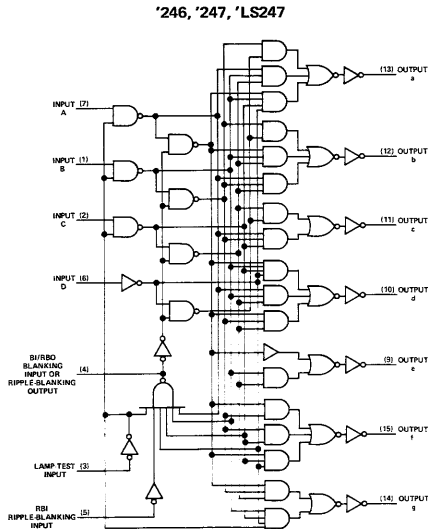 '246, '247, 'LS247
(13) OUTPUT
a
INPUT (7)
A
(12) OUTPUT
b
INPUT (1)
B
INPUT (2)
C
(11) OUTPUT
c
INPUT (6)
D
(10) OUTPUT
d
BI/RBO
BLANKING
INPUT OR
RIPPLE-BLANKING
OUTPUT
(4)
(9) OUTPUT
e
(15) OUTPUT
f
LAMP-TEST
INPUT
(3)
RBI
RIPPLE-BLANKING
INPUT
(5)
(14) OUTPUT
g